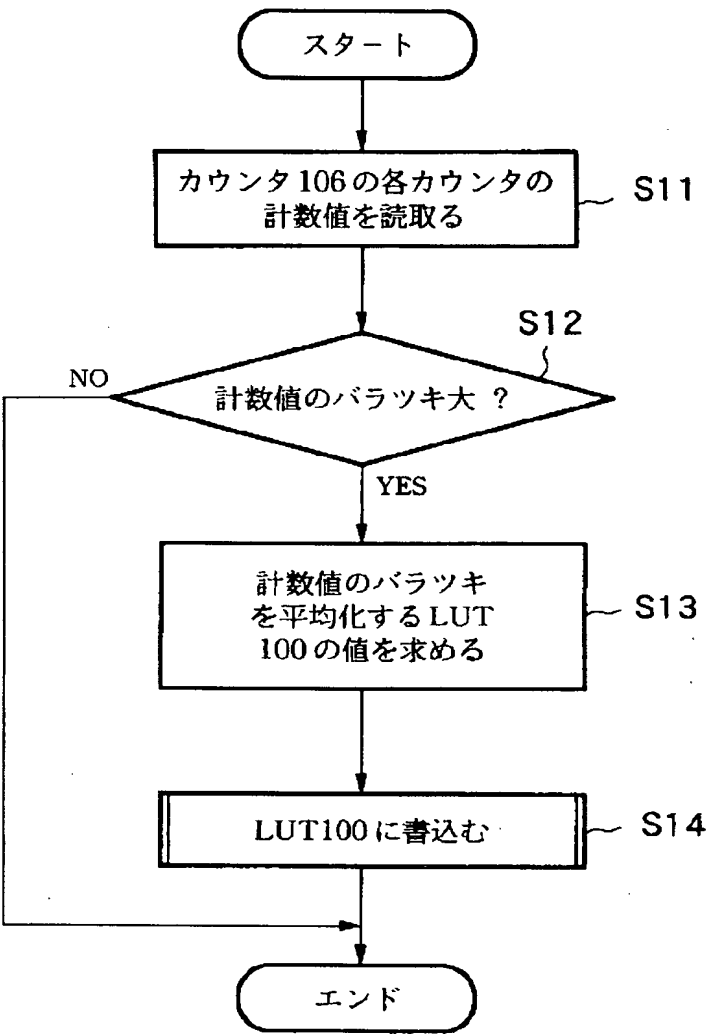 スタート
カウンタ106の各カウンタの
計数値を読取る
S11
S12
計数値のバラツキ大 ?
NO
YES
計数値のバラツキ
を平均化するLUT
100の値を求める
S13
LUT100に書込む
S14
エンド